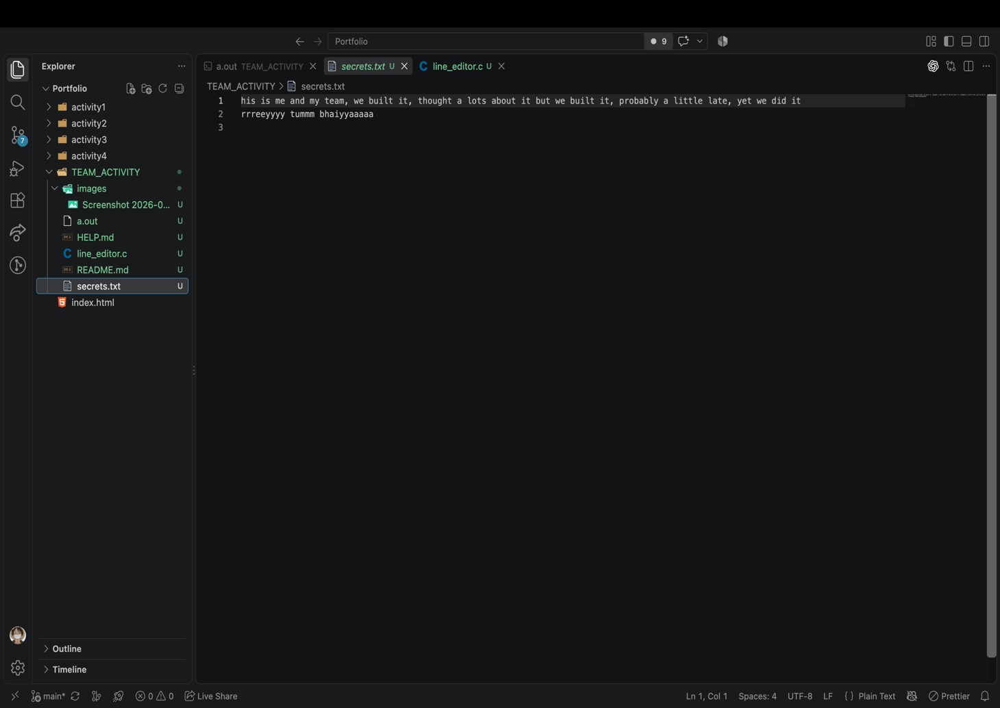 Portfolio
9
Explorer
a.out TEAM_ACTIVITY
secrets.txt U
line_editor.c U
Portfolio
TEAM_ACTIVITY > secrets.txt
1 his is me and my team, we built it, thought a lots about it but we built it, probably a little late, yet we did it
2 rrreeyyyy tummm bhaiyyaaaaa
3
activity1
activity2
activity3
activity4
7
TEAM_ACTIVITY
images
Screenshot 2026-0... U
a.out U
HELP.md U
line_editor.c U
README.md U
secrets.txt U
index.html
Outline
Timeline
main* 0 0 Live Share
Ln 1, Col 1 Spaces: 4 UTF-8 LF {} Plain Text Prettier